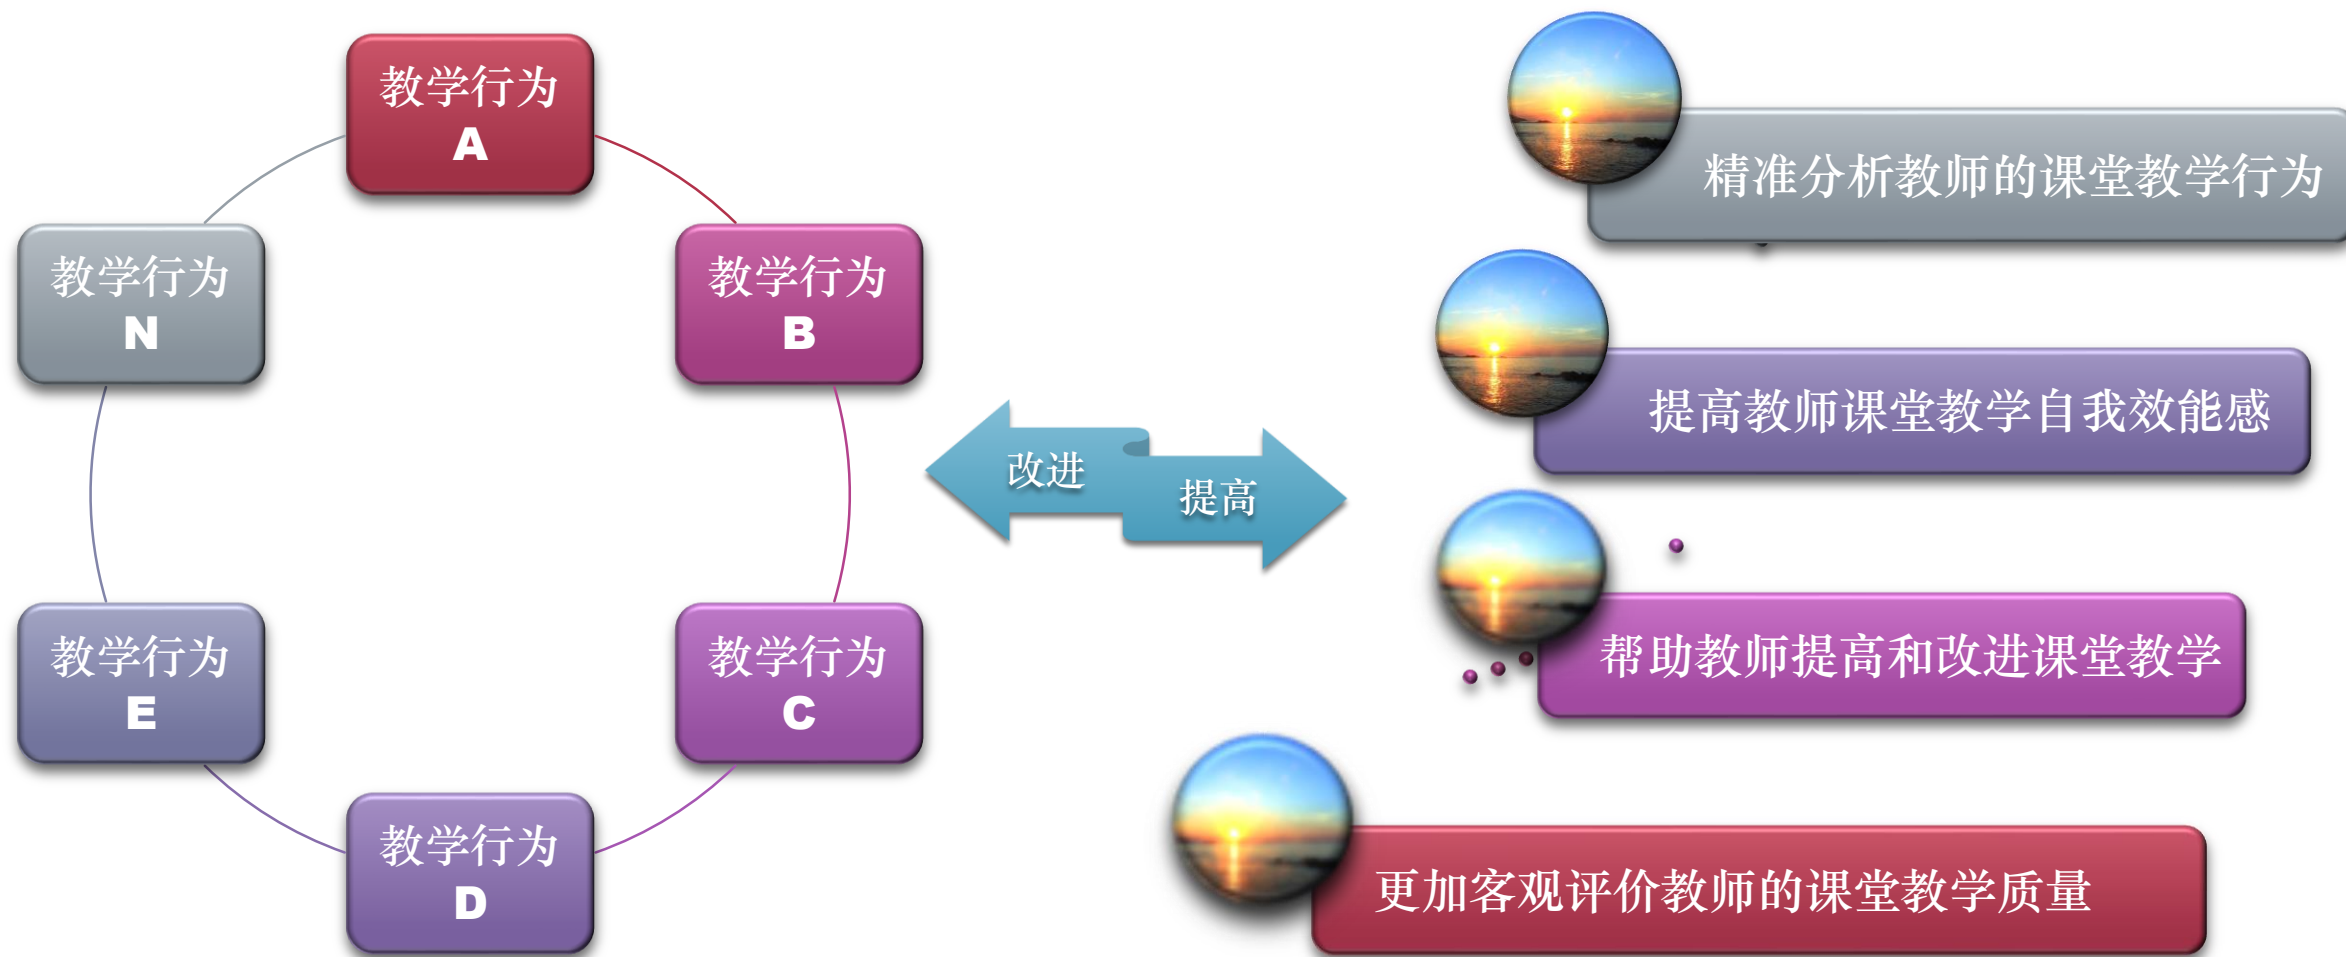 教学行为
A
教学行为
B
教学行为
C
教学行为
D
教学行为
E
教学行为
N
改进
提高
精准分析教师的课堂教学行为
提高教师课堂教学自我效能感
帮助教师提高和改进课堂教学
更加客观评价教师的课堂教学质量